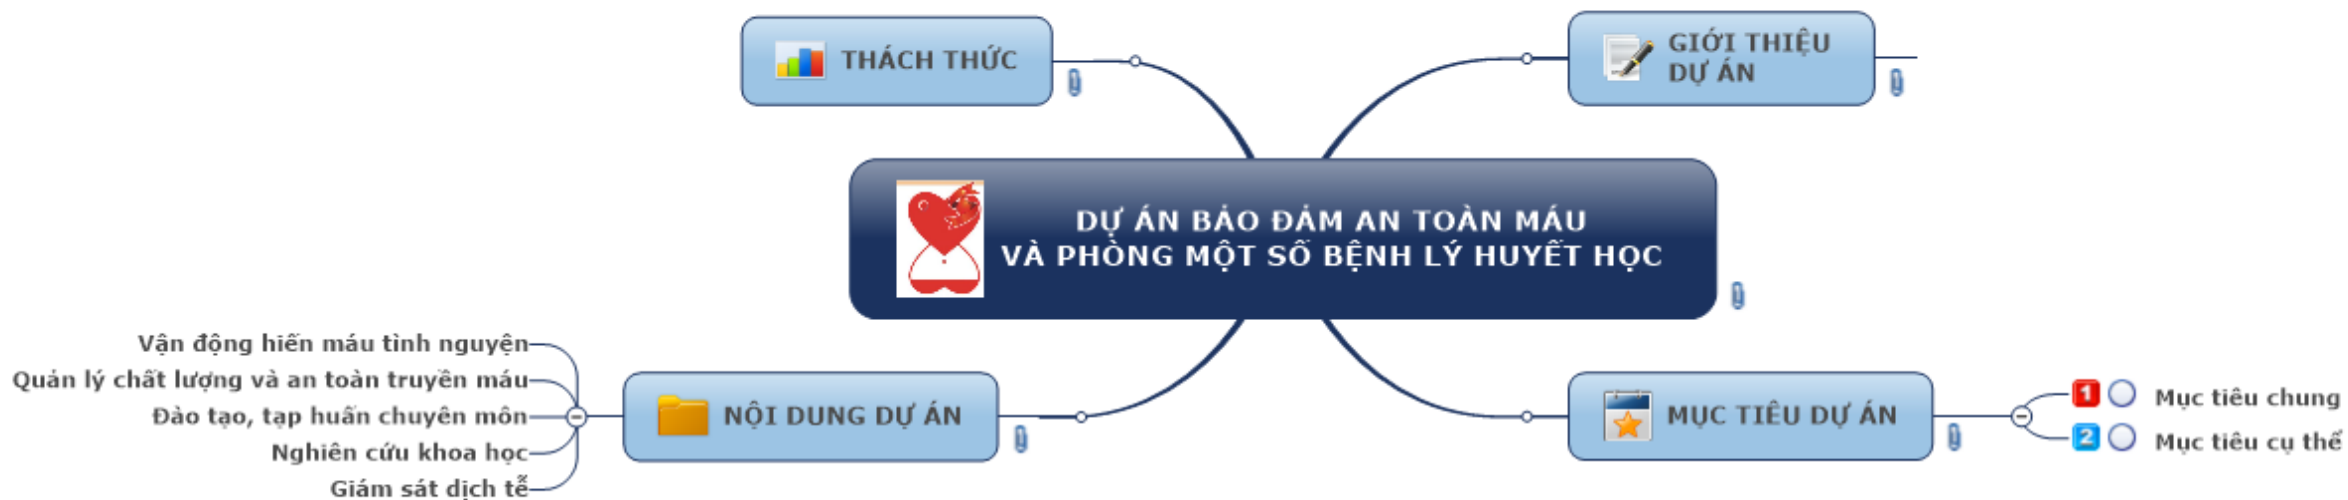 THÁCH THỨC
GIỚI THIỆU
DỰ ÁN
DỰ ÁN BẢO ĐẢM AN TOÀN MÁU
VÀ PHÒNG MỘT SỐ BỆNH LÝ HUYẾT HỌC
Vận động hiến máu tình nguyện
Quản lý chất lượng và an toàn truyền máu
Đào tạo, tạp huấn chuyên môn
Nghiên cứu khoa học
Giám sát dịch tễ
NỘI DUNG DỰ ÁN
MỤC TIÊU DỰ ÁN
1 Mục tiêu chung
2 Mục tiêu cụ thể